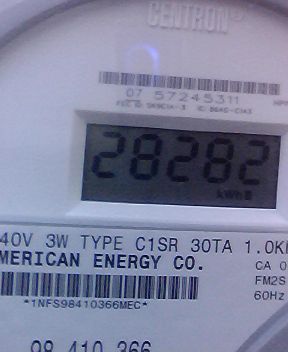 CENTRON®
07 57245311
28282
kWh
40V 3W TYPE C1SR 30TA 1.0K
MERICAN ENERGY CO.
CA 0
FM2S
60Hz
*1NFS98410366MEC*
98 410 366